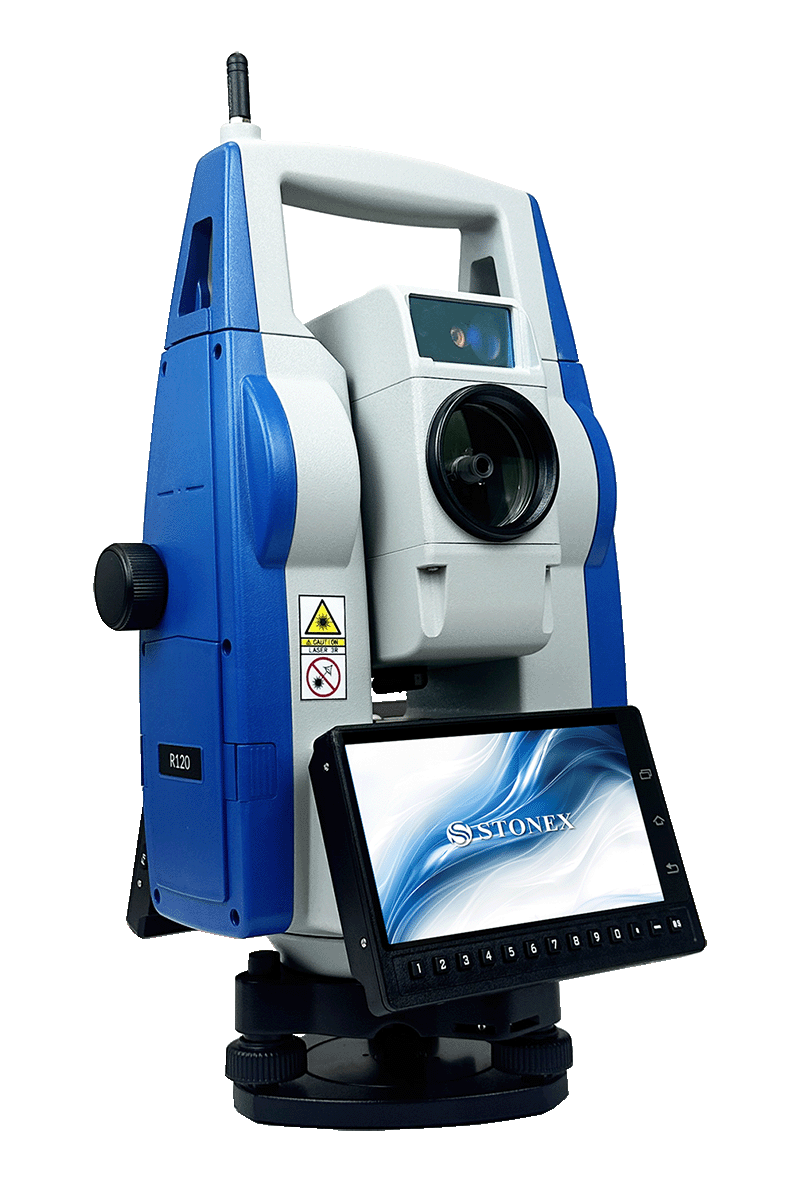 CAUTION
LASER 3R
R120
STONEX
1 2 3 4 5 6 7 8 9 0